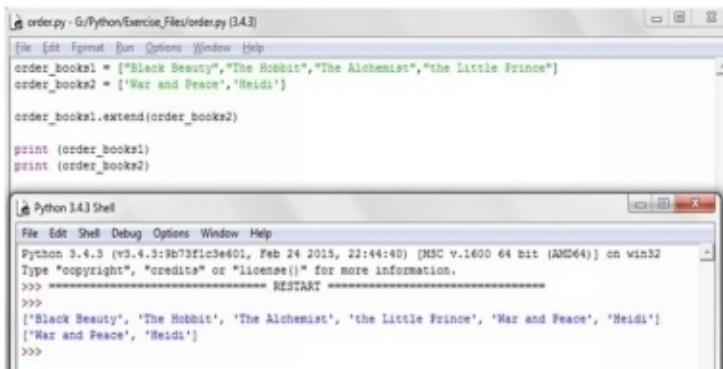 order.py - G:/Python/Exercise_Files/order.py (3.4.3)
File Edit Format Run Options Window Help
order_books1 = ["Black Beauty","The Hobbit","The Alchemist","the Little Prince"]
order_books2 = ['War and Peace','Heidi']
order_books1.extend(order_books2)
print (order_books1)
print (order_books2)
Python 3.4.3 Shell
File Edit Shell Debug Options Window Help
Python 3.4.3 (v3.4.3:9b73f1c3e601, Feb 24 2015, 22:44:40) [MSC v.1600 64 bit (AMD64)] on win32
Type "copyright", "credits" or "license()" for more information.
>>> ================================ RESTART ================================
>>>
['Black Beauty', 'The Hobbit', 'The Alchemist', 'the Little Prince', 'War and Peace', 'Heidi']
['War and Peace', 'Heidi']
>>>